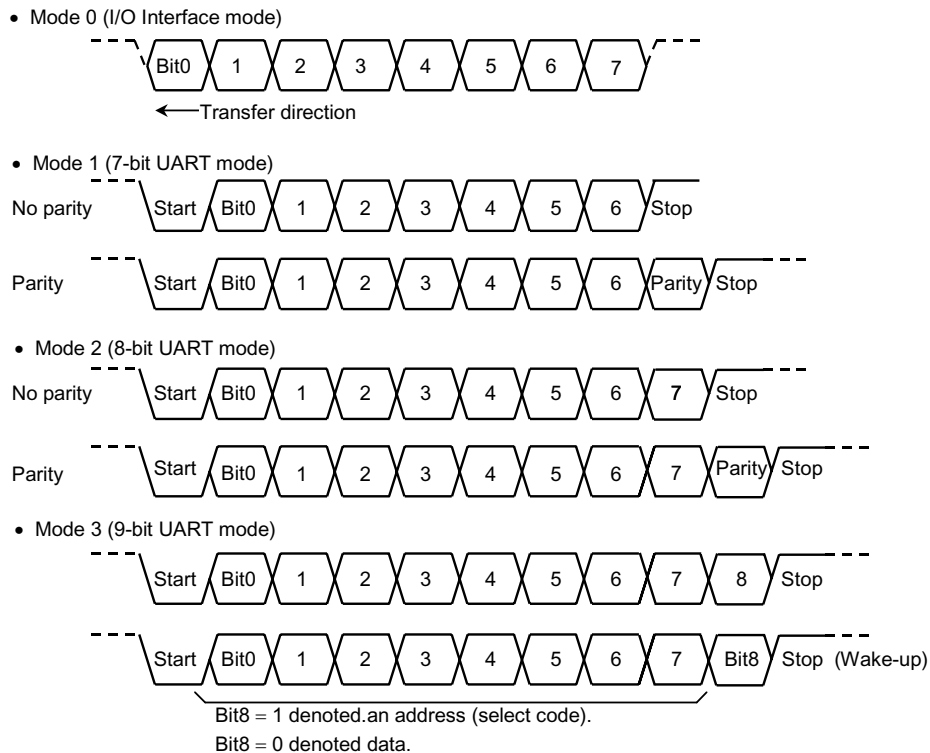 • Mode 0 (I/O Interface mode)
Bit0 1 2 3 4 5 6 7
Transfer direction
• Mode 1 (7-bit UART mode)
No parity Start Bit0 1 2 3 4 5 6 Stop
Parity Start Bit0 1 2 3 4 5 6 Parity Stop
• Mode 2 (8-bit UART mode)
No parity Start Bit0 1 2 3 4 5 6 7 Stop
Parity Start Bit0 1 2 3 4 5 6 7 Parity Stop
• Mode 3 (9-bit UART mode)
Start Bit0 1 2 3 4 5 6 7 8 Stop
Start Bit0 1 2 3 4 5 6 7 Bit8 Stop (Wake-up)
Bit8 = 1 denoted.an address (select code).
Bit8 = 0 denoted data.